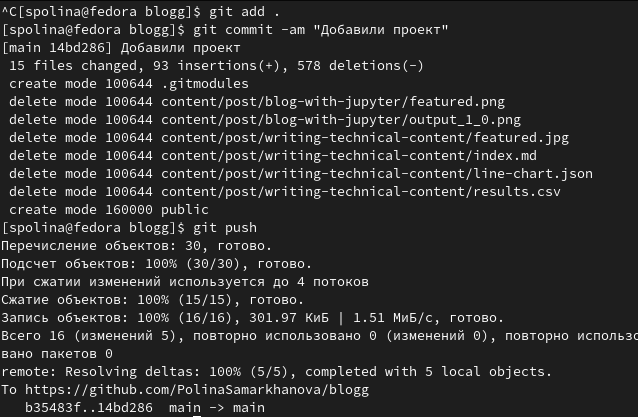 ^C[spolina@fedora blogg]$ git add .
[spolina@fedora blogg]$ git commit -am "Добавили проект"
[main 14bd286] Добавили проект
 15 files changed, 93 insertions(+), 578 deletions(-)
 create mode 100644 .gitmodules
 delete mode 100644 content/post/blog-with-jupyter/featured.png
 delete mode 100644 content/post/blog-with-jupyter/output_1_0.png
 delete mode 100644 content/post/writing-technical-content/featured.jpg
 delete mode 100644 content/post/writing-technical-content/index.md
 delete mode 100644 content/post/writing-technical-content/line-chart.json
 delete mode 100644 content/post/writing-technical-content/results.csv
 create mode 160000 public
[spolina@fedora blogg]$ git push
Перечисление объектов: 30, готово.
Подсчет объектов: 100% (30/30), готово.
При сжатии изменений используется до 4 потоков
Сжатие объектов: 100% (15/15), готово.
Запись объектов: 100% (16/16), 301.97 КиБ | 1.51 МиБ/с, готово.
Всего 16 (изменений 5), повторно использовано 0 (изменений 0), повторно использо
вано пакетов 0
remote: Resolving deltas: 100% (5/5), completed with 5 local objects.
To https://github.com/PolinaSamarkhanova/blogg
   b35483f..14bd286  main -> main